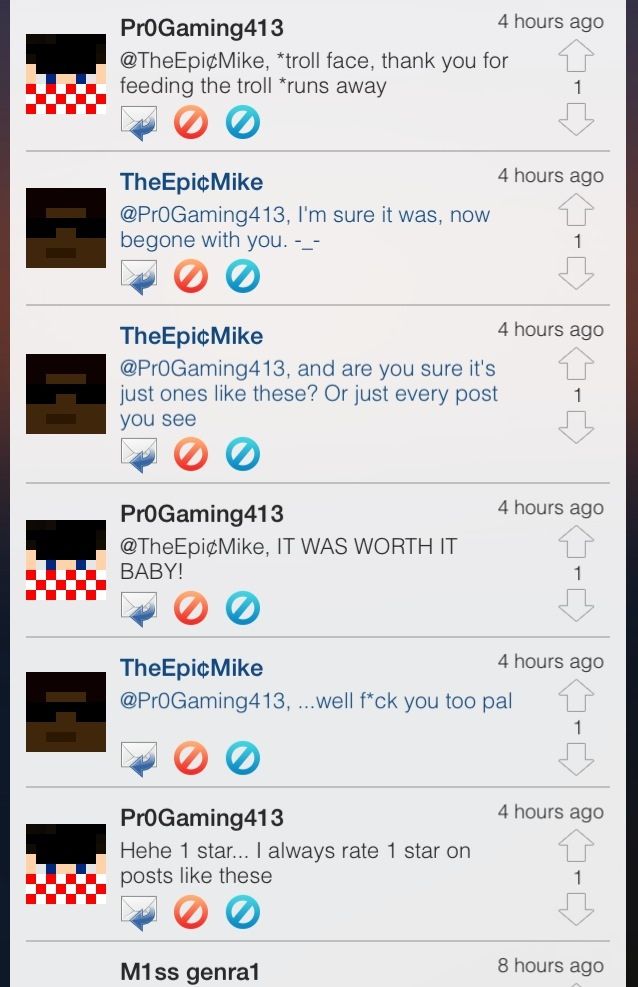 Pr0Gaming413
4 hours ago
@TheEpi¢Mike, *troll face, thank you for
feeding the troll *runs away
1
TheEpi¢Mike
4 hours ago
@Pr0Gaming413, I'm sure it was, now
begone with you. -_-
1
TheEpi¢Mike
4 hours ago
@Pr0Gaming413, and are you sure it's
just ones like these? Or just every post
you see
1
Pr0Gaming413
4 hours ago
@TheEpi¢Mike, IT WAS WORTH IT
BABY!
1
TheEpi¢Mike
4 hours ago
@Pr0Gaming413, ...well f*ck you too pal
1
Pr0Gaming413
4 hours ago
Hehe 1 star... I always rate 1 star on
posts like these
1
M1ss genra1
8 hours ago